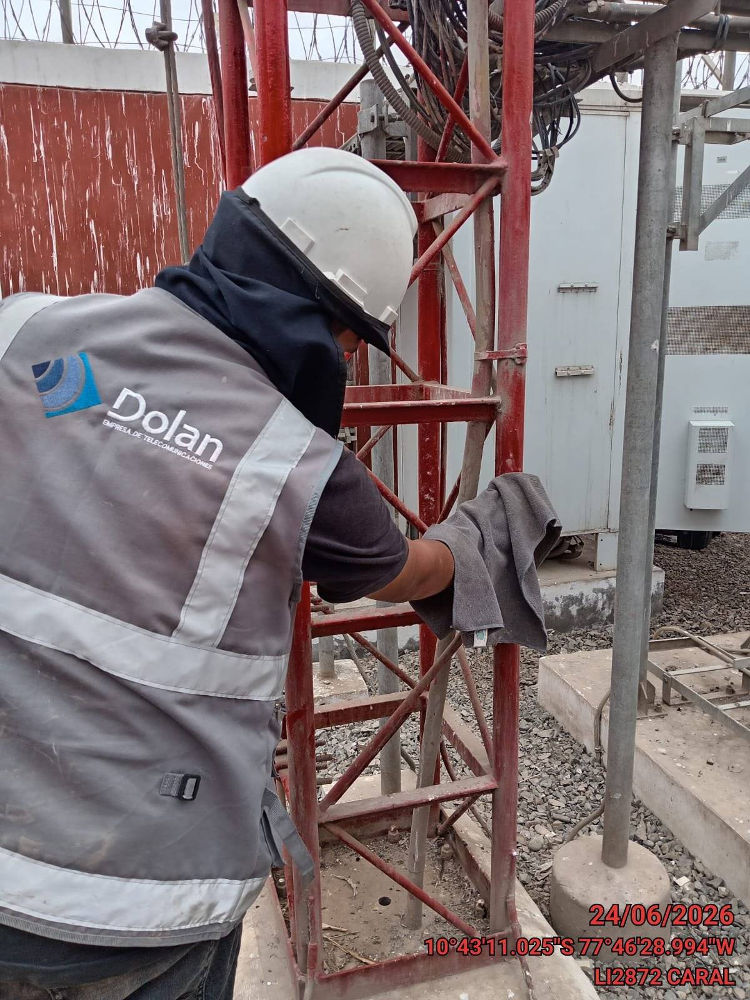 Dolan
EMPRESA DE TELECOMUNICACIONES
24/06/2026
10°43'11.025"S 77°46'28.994"W
LI2872 CARAL